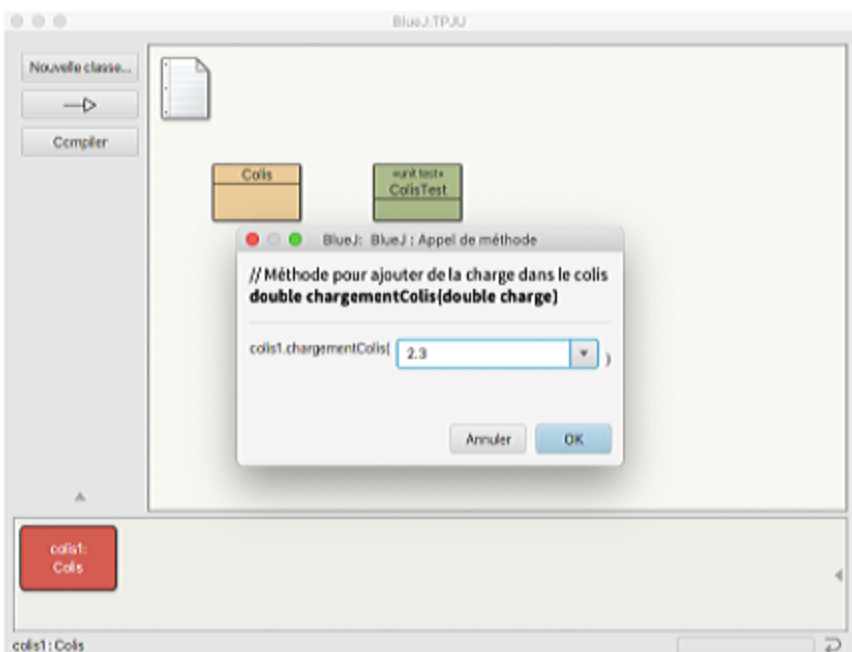 BlueJ: TPJU
Nouvelle classe...
Compiler
Colis
«unit test»
ColisTest
BlueJ: BlueJ : Appel de méthode
// Méthode pour ajouter de la charge dans le colis
double chargementColis(double charge)
colis1.chargementColis( 2.3 )
Annuler OK
colis1:
Colis
colis1 : Colis